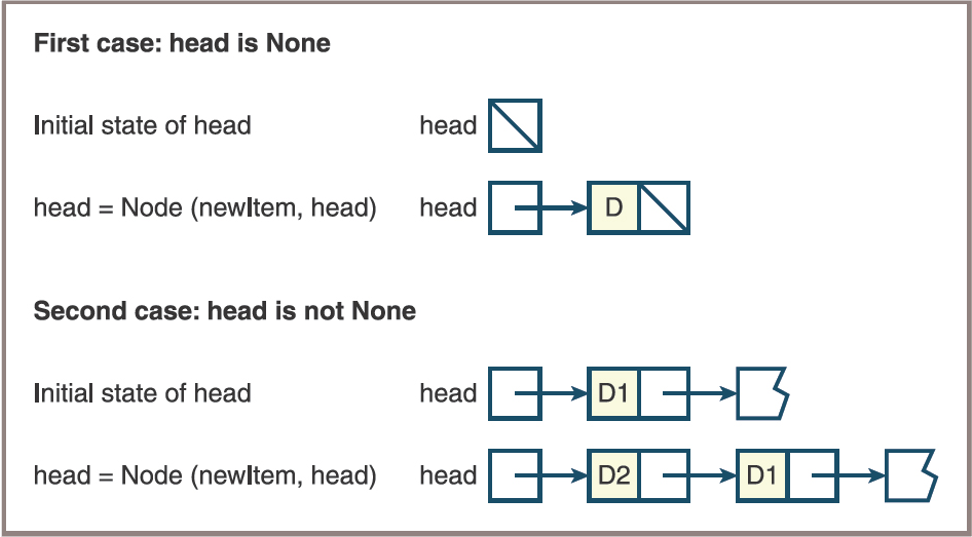 First case: head is None
Initial state of head head
head = Node (newItem, head) head D
Second case: head is not None
Initial state of head head D1
head = Node (newItem, head) head D2 D1